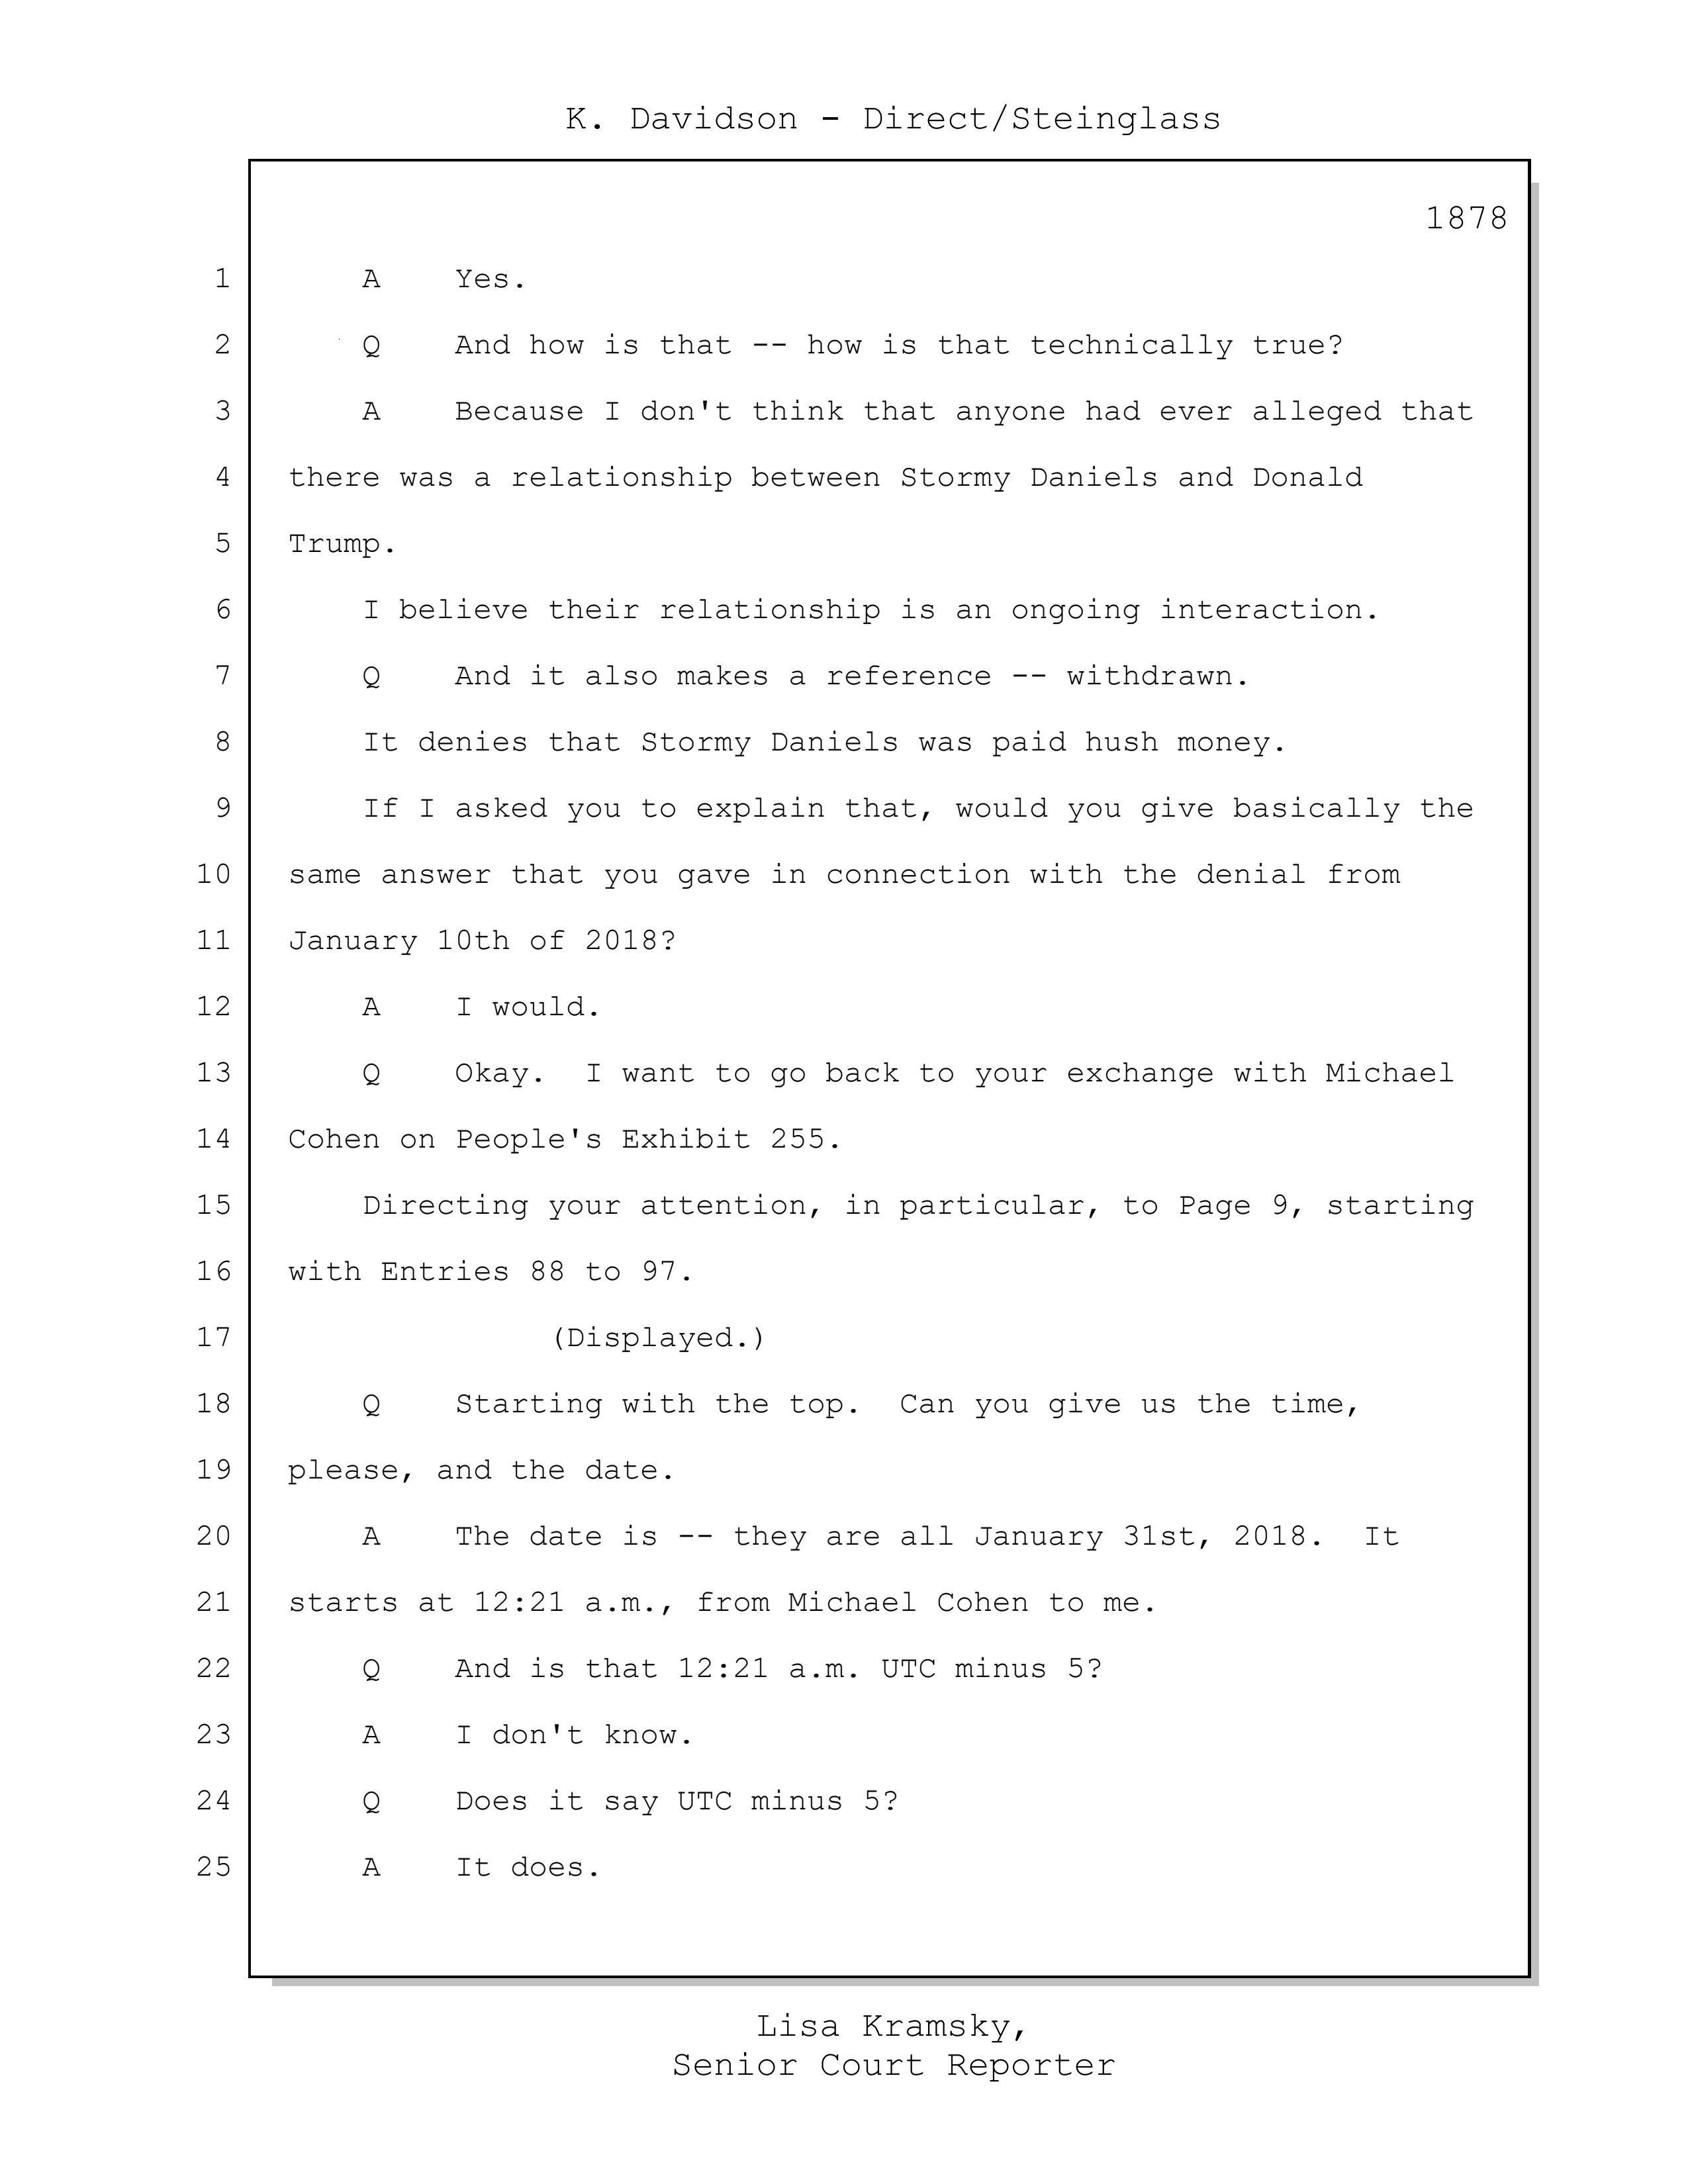 K. Davidson - Direct/Steinglass
1878
1 A Yes.
2 Q And how is that -- how is that technically true?
3 A Because I don't think that anyone had ever alleged that
4 there was a relationship between Stormy Daniels and Donald
5 Trump.
6 I believe their relationship is an ongoing interaction.
7 Q And it also makes a reference -- withdrawn.
8 It denies that Stormy Daniels was paid hush money.
9 If I asked you to explain that, would you give basically the
10 same answer that you gave in connection with the denial from
11 January 10th of 2018?
12 A I would.
13 Q Okay. I want to go back to your exchange with Michael
14 Cohen on People's Exhibit 255.
15 Directing your attention, in particular, to Page 9, starting
16 with Entries 88 to 97.
17 (Displayed.)
18 Q Starting with the top. Can you give us the time,
19 please, and the date.
20 A The date is -- they are all January 31st, 2018. It
21 starts at 12:21 a.m., from Michael Cohen to me.
22 Q And is that 12:21 a.m. UTC minus 5?
23 A I don't know.
24 Q Does it say UTC minus 5?
25 A It does.
Lisa Kramsky,
Senior Court Reporter